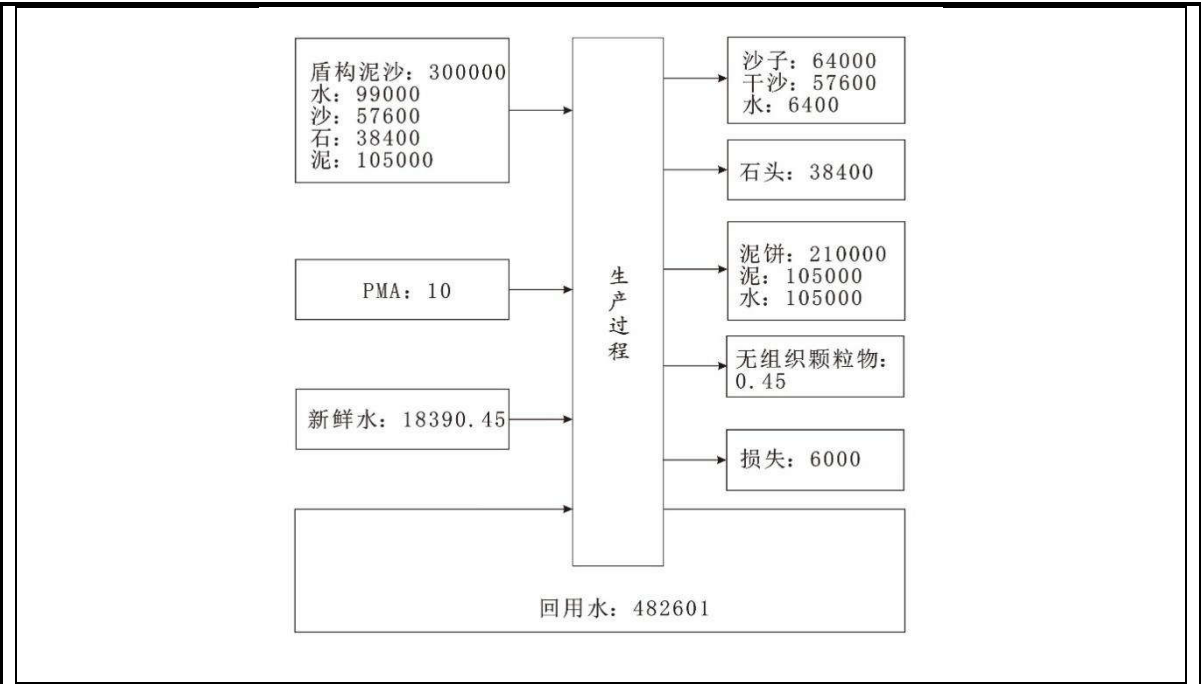 盾构泥沙：300000
水：99000
沙：57600
石：38400
泥：105000
PMA：10
新鲜水：18390.45
生
产
过
程
沙子：64000
干沙：57600
水：6400
石头：38400
泥饼：210000
泥：105000
水：105000
无组织颗粒物：
0.45
损失：6000
回用水：482601